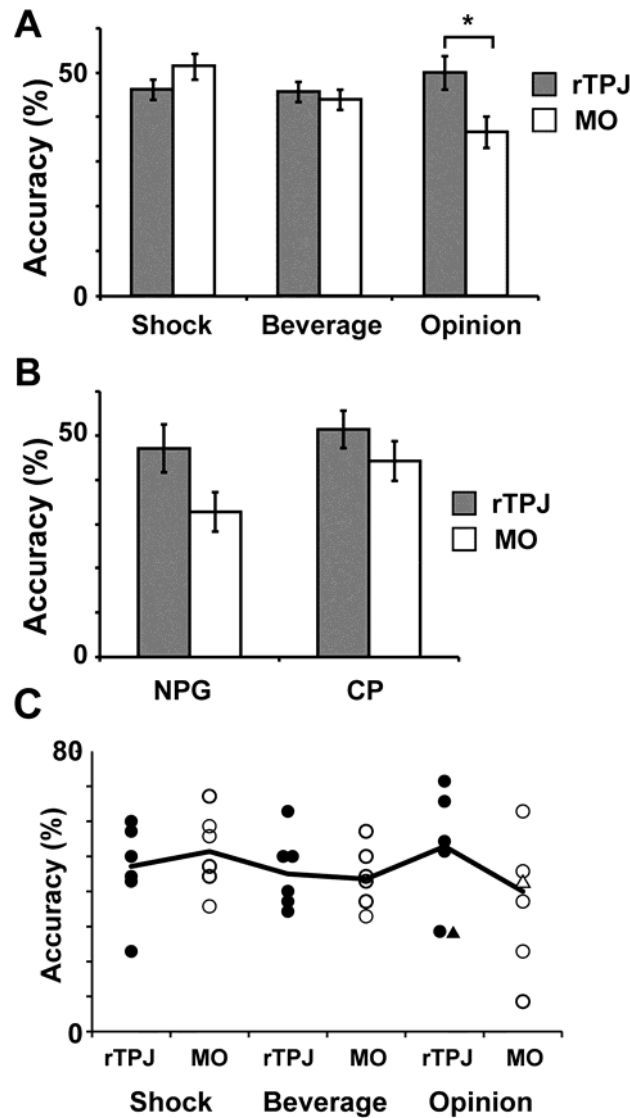 A
Accuracy (%)
50
0
*
rTPJ
MO
Shock Beverage Opinion
B
Accuracy (%)
50
0
rTPJ
MO
NPG CP
C
Accuracy (%)
80
0
rTPJ MO rTPJ MO rTPJ MO
Shock Beverage Opinion